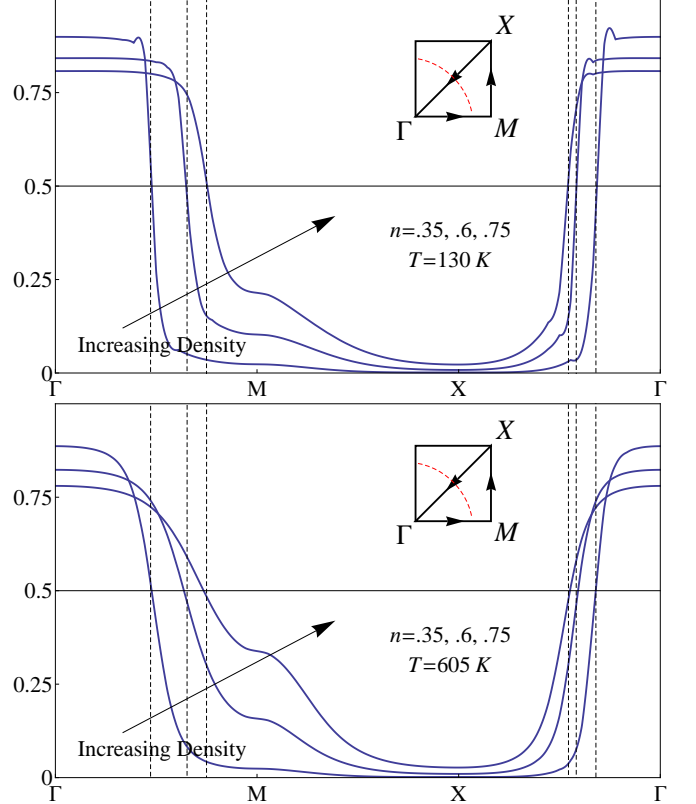 X
0.75
Γ
M
0.5
n=.35, .6, .75
T=130 K
0.25
Increasing Density
0
Γ
M
X
Γ
X
0.75
Γ
M
0.5
n=.35, .6, .75
T=605 K
0.25
Increasing Density
0
Γ
M
X
Γ